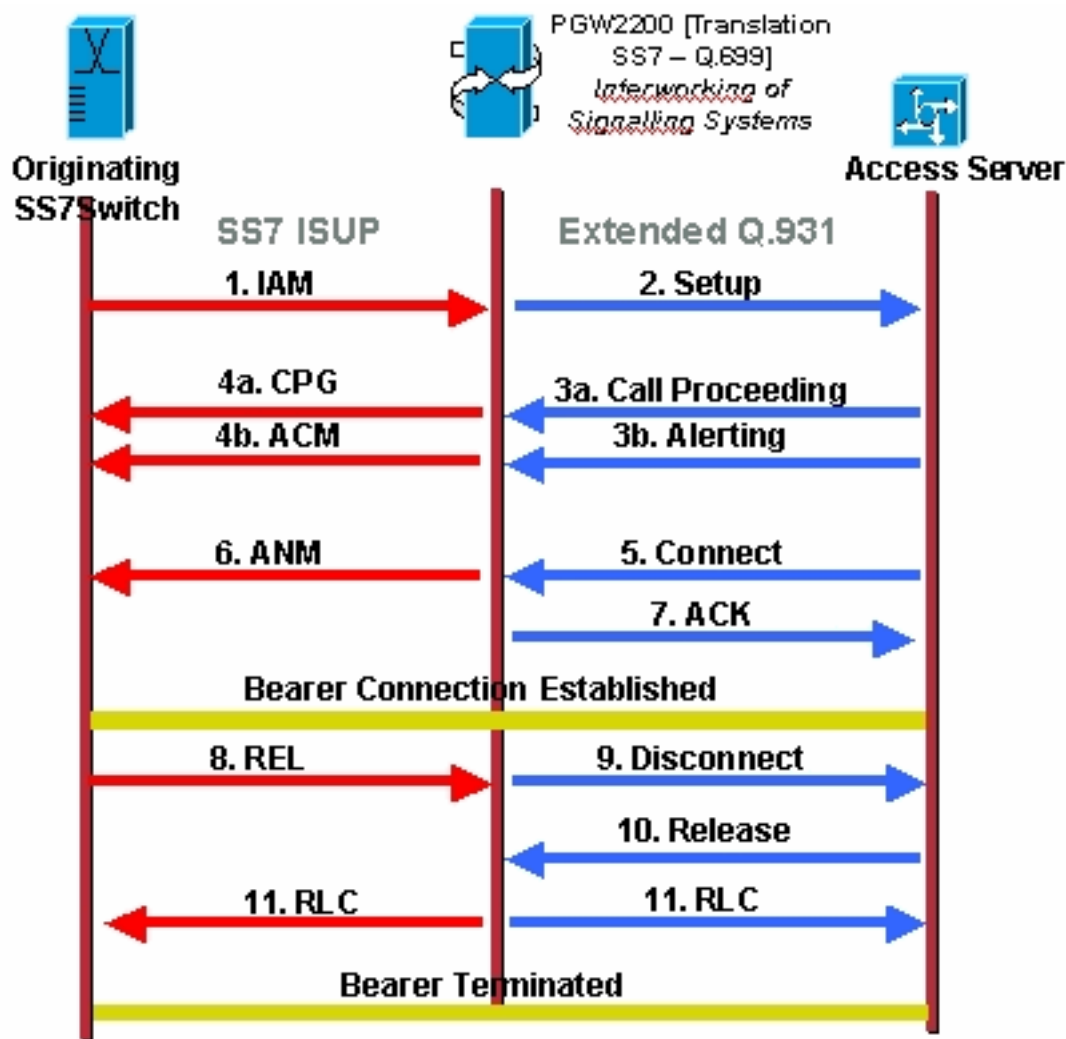 PGW2200 [Translation
SS7 – Q.699]
Interworking of
Signalling Systems
Originating
SS7Switch
Access Server
SS7 ISUP
Extended Q.931
1. IAM
2. Setup
4a. CPG
3a. Call Proceeding
4b. ACM
3b. Alerting
6. ANM
5. Connect
7. ACK
Bearer Connection Established
8. REL
9. Disconnect
10. Release
11. RLC
11. RLC
Bearer Terminated